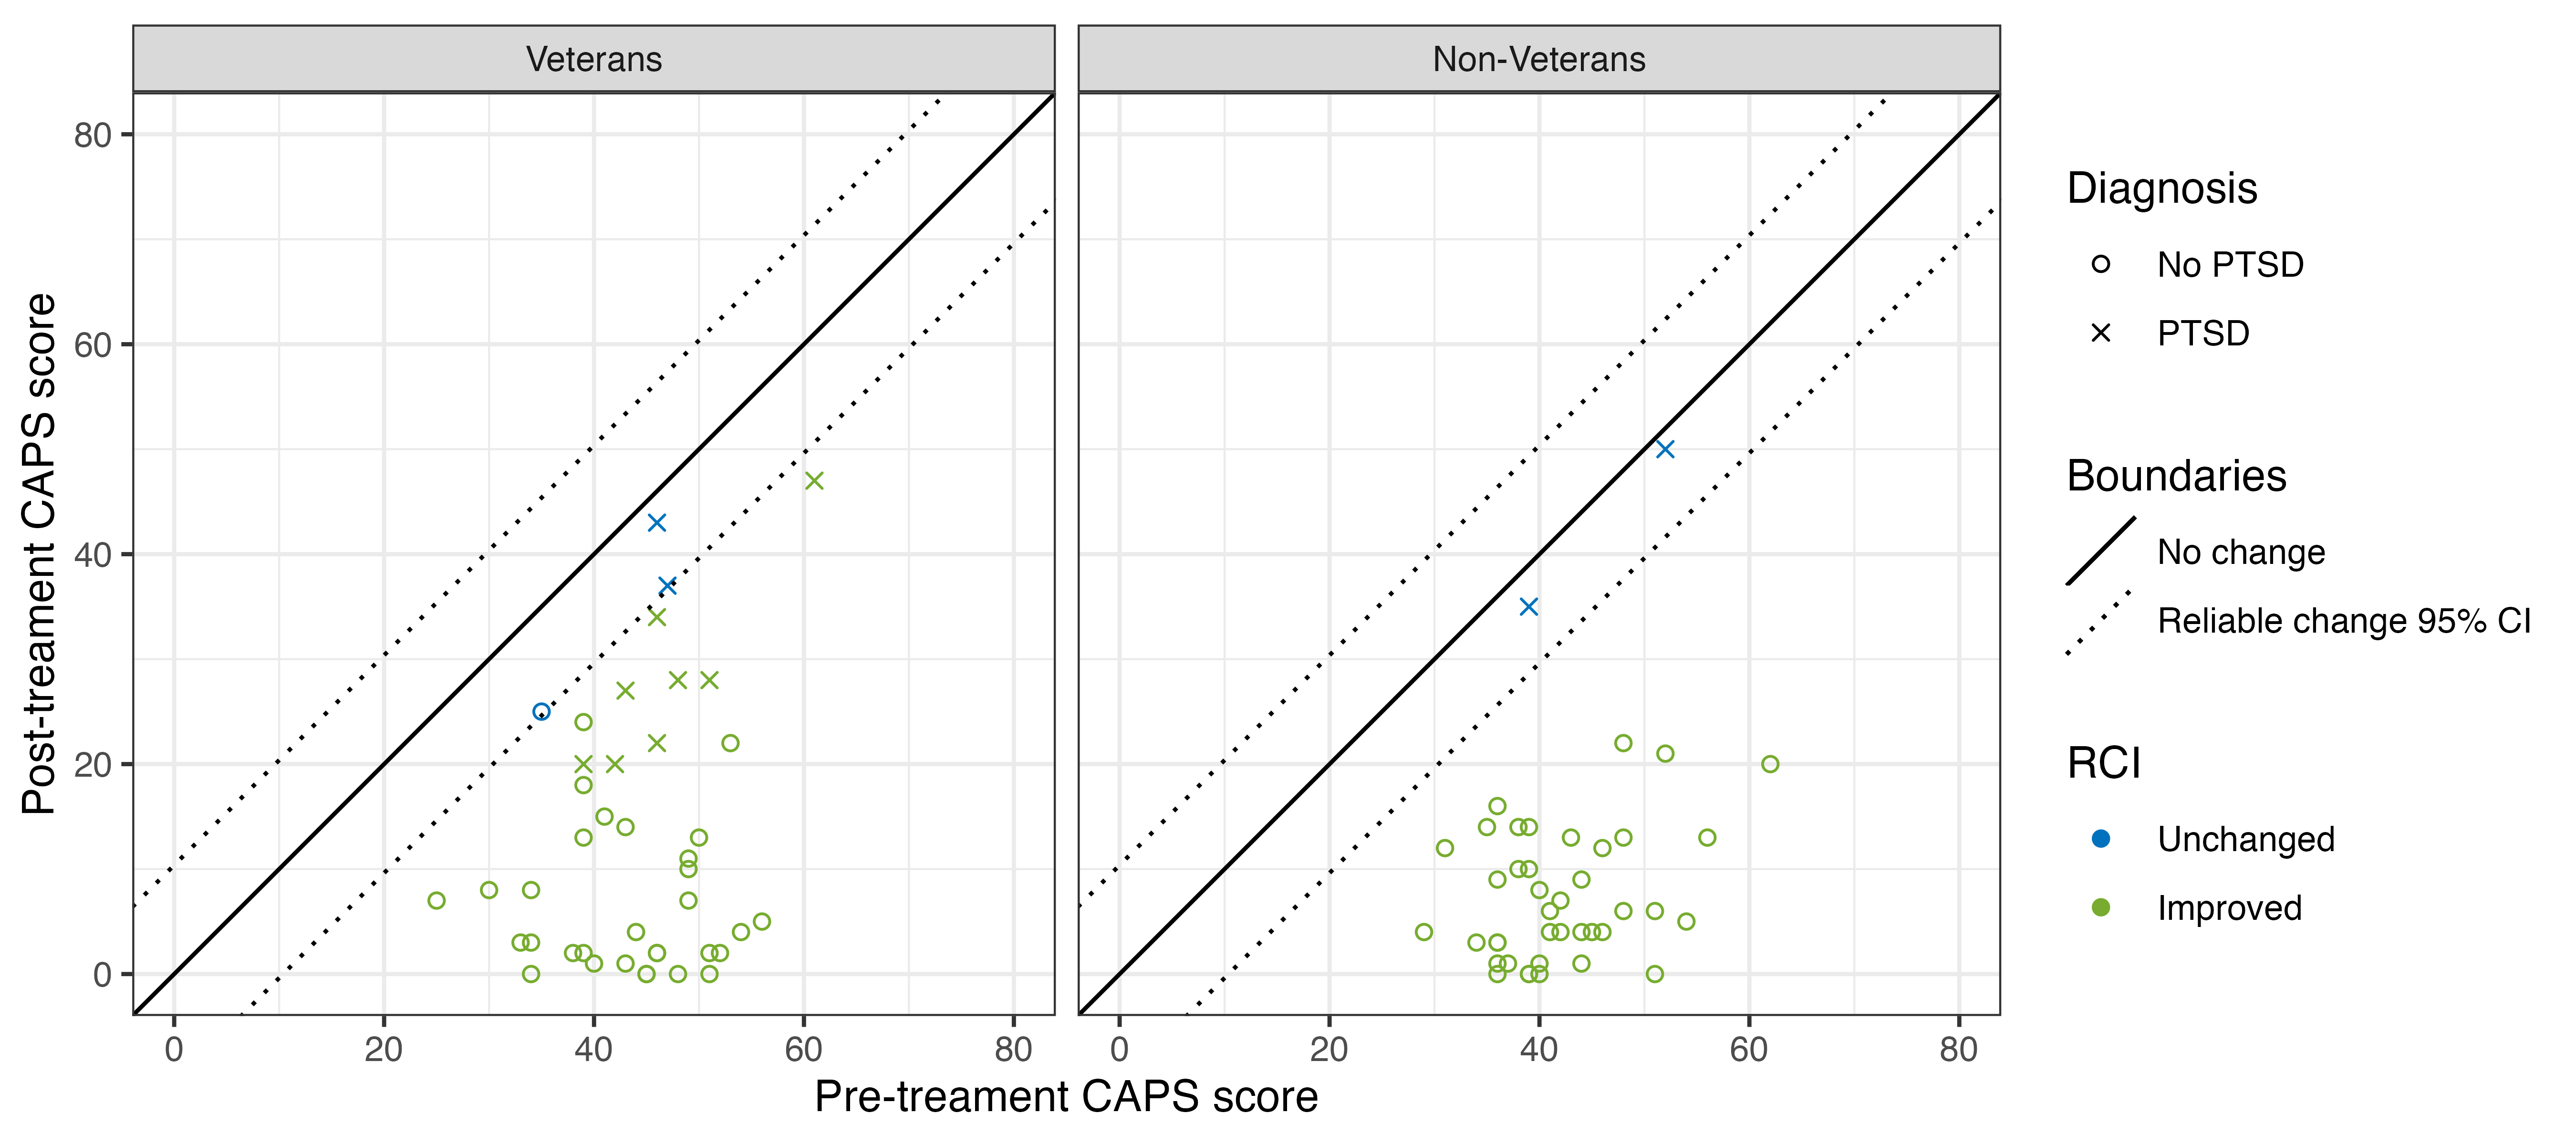 Veterans
Non-Veterans
Post-treament CAPS score
80
60
40
20
0
0 20 40 60 80
0 20 40 60 80
Pre-treament CAPS score
Diagnosis
No PTSD
PTSD
Boundaries
No change
Reliable change 95% CI
RCI
Unchanged
Improved